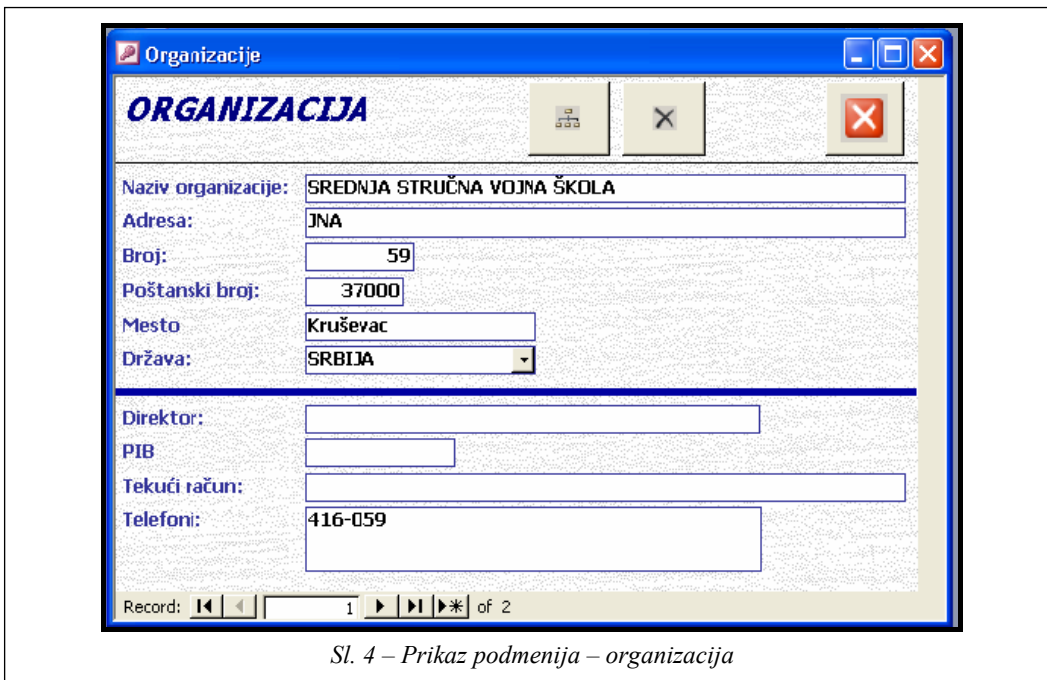 Organizacije
ORGANIZACIJA
Naziv organizacije: SREDNJA STRUČNA VOJNA ŠKOLA
Adresa: JNA
Broj: 59
Poštanski broj: 37000
Mesto Kruševac
Država: SRBIJA
Direktor:
PIB
Tekući račun:
Telefoni: 416-059
Record: 1 of 2
Sl. 4 – Prikaz podmenija – organizacija